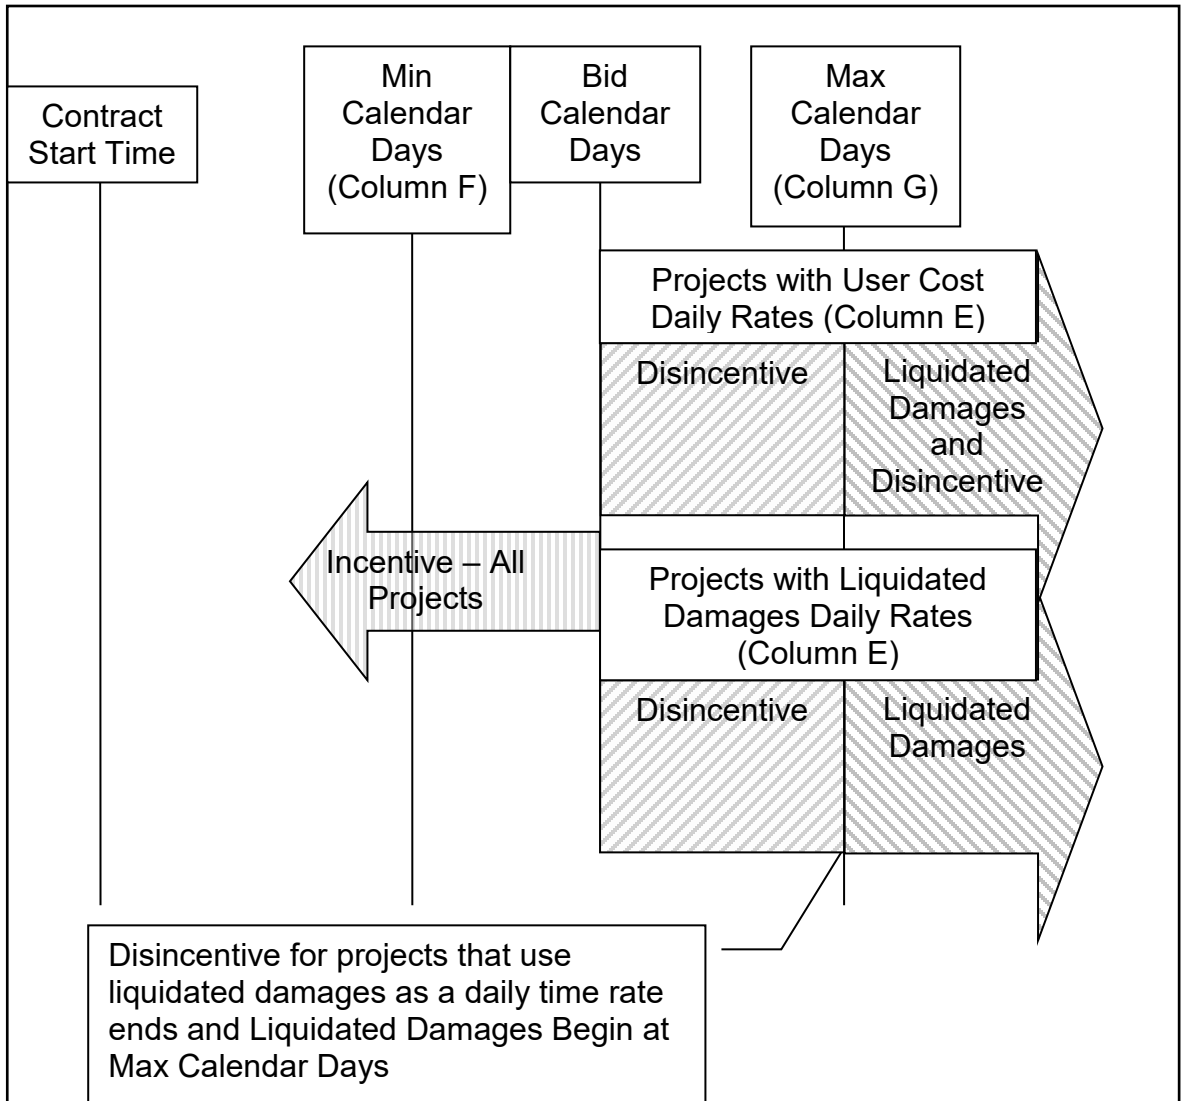 Contract
Start Time
Min
Calendar
Days
(Column F)
Bid
Calendar
Days
Max
Calendar
Days
(Column G)
Projects with User Cost
Daily Rates (Column E)
Disincentive
Liquidated
Damages
and
Disincentive
Incentive – All
Projects
Projects with Liquidated
Damages Daily Rates
(Column E)
Disincentive
Liquidated
Damages
Disincentive for projects that use
liquidated damages as a daily time rate
ends and Liquidated Damages Begin at
Max Calendar Days